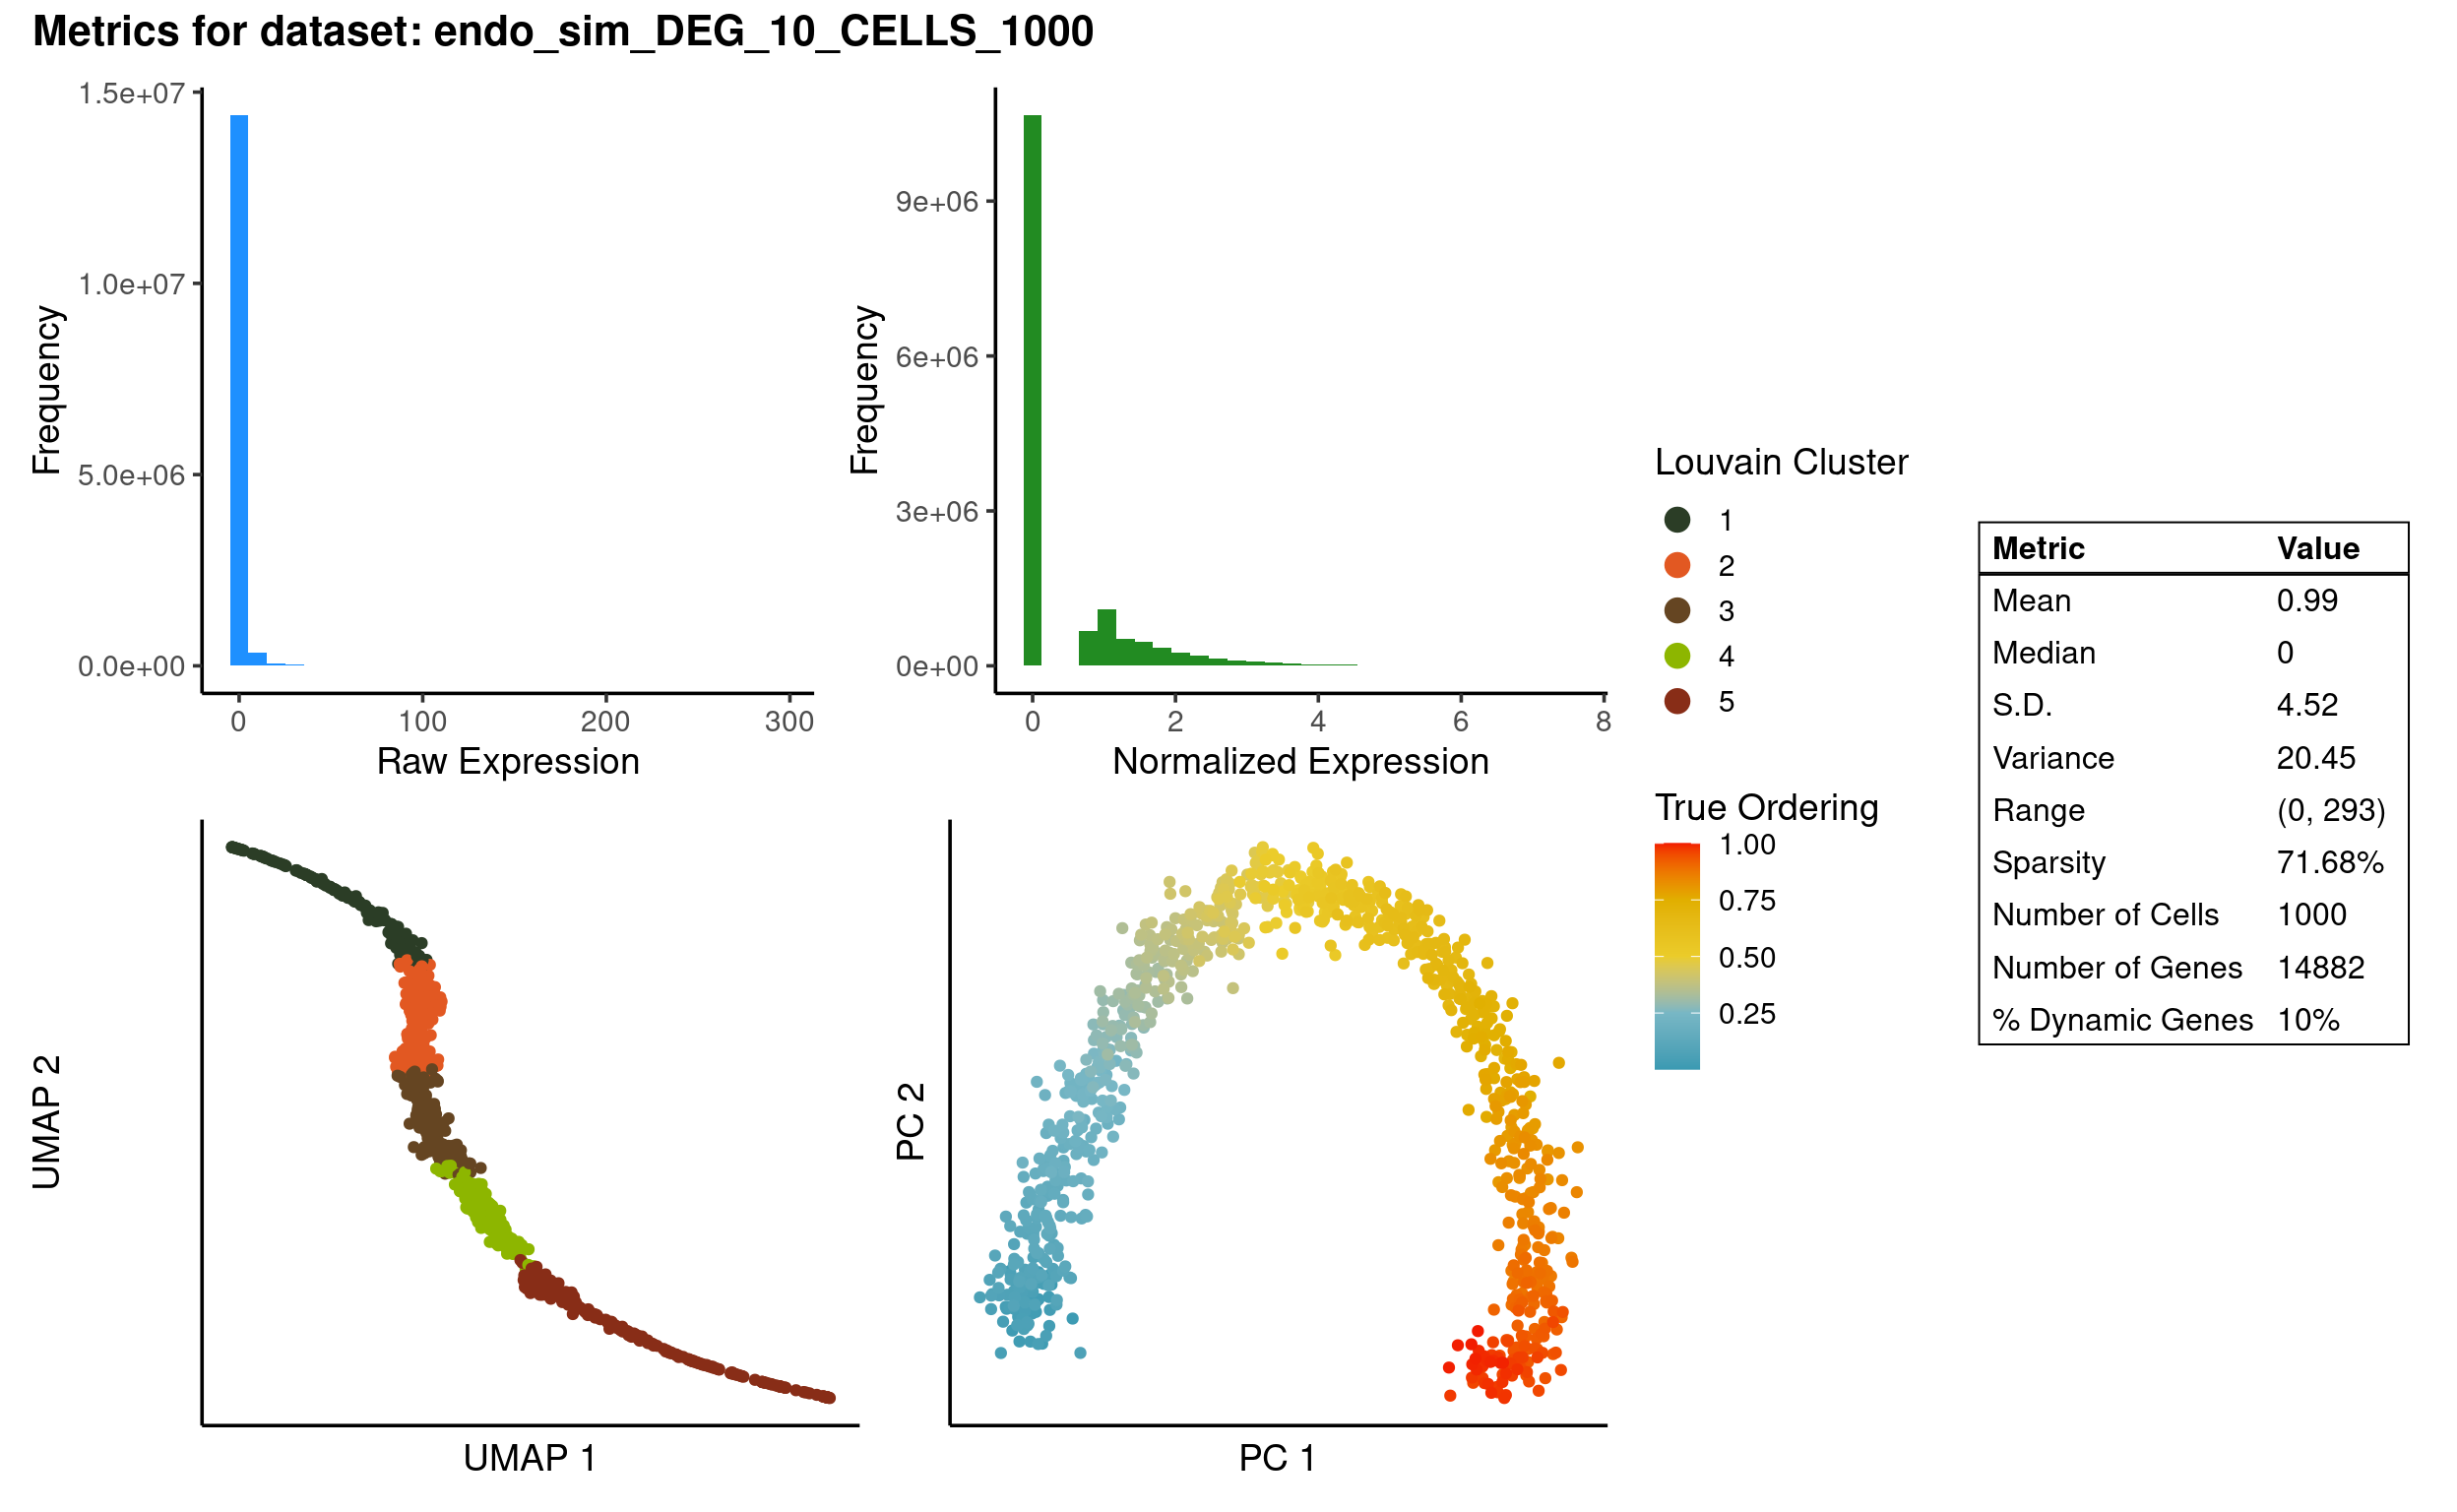 Metrics for dataset: endo_sim_DEG_10_CELLS_1000
Frequency
1.5e+07
1.0e+07
5.0e+06
0.0e+00
0 100 200 300
Raw Expression
Frequency
9e+06
6e+06
3e+06
0e+00
0 2 4 6 8
Normalized Expression
UMAP 2
UMAP 1
PC 2
PC 1
Louvain Cluster
1
2
3
4
5
True Ordering
1.00
0.75
0.50
0.25
Metric Value
Mean 0.99
Median 0
S.D. 4.52
Variance 20.45
Range (0, 293)
Sparsity 71.68%
Number of Cells 1000
Number of Genes 14882
% Dynamic Genes 10%